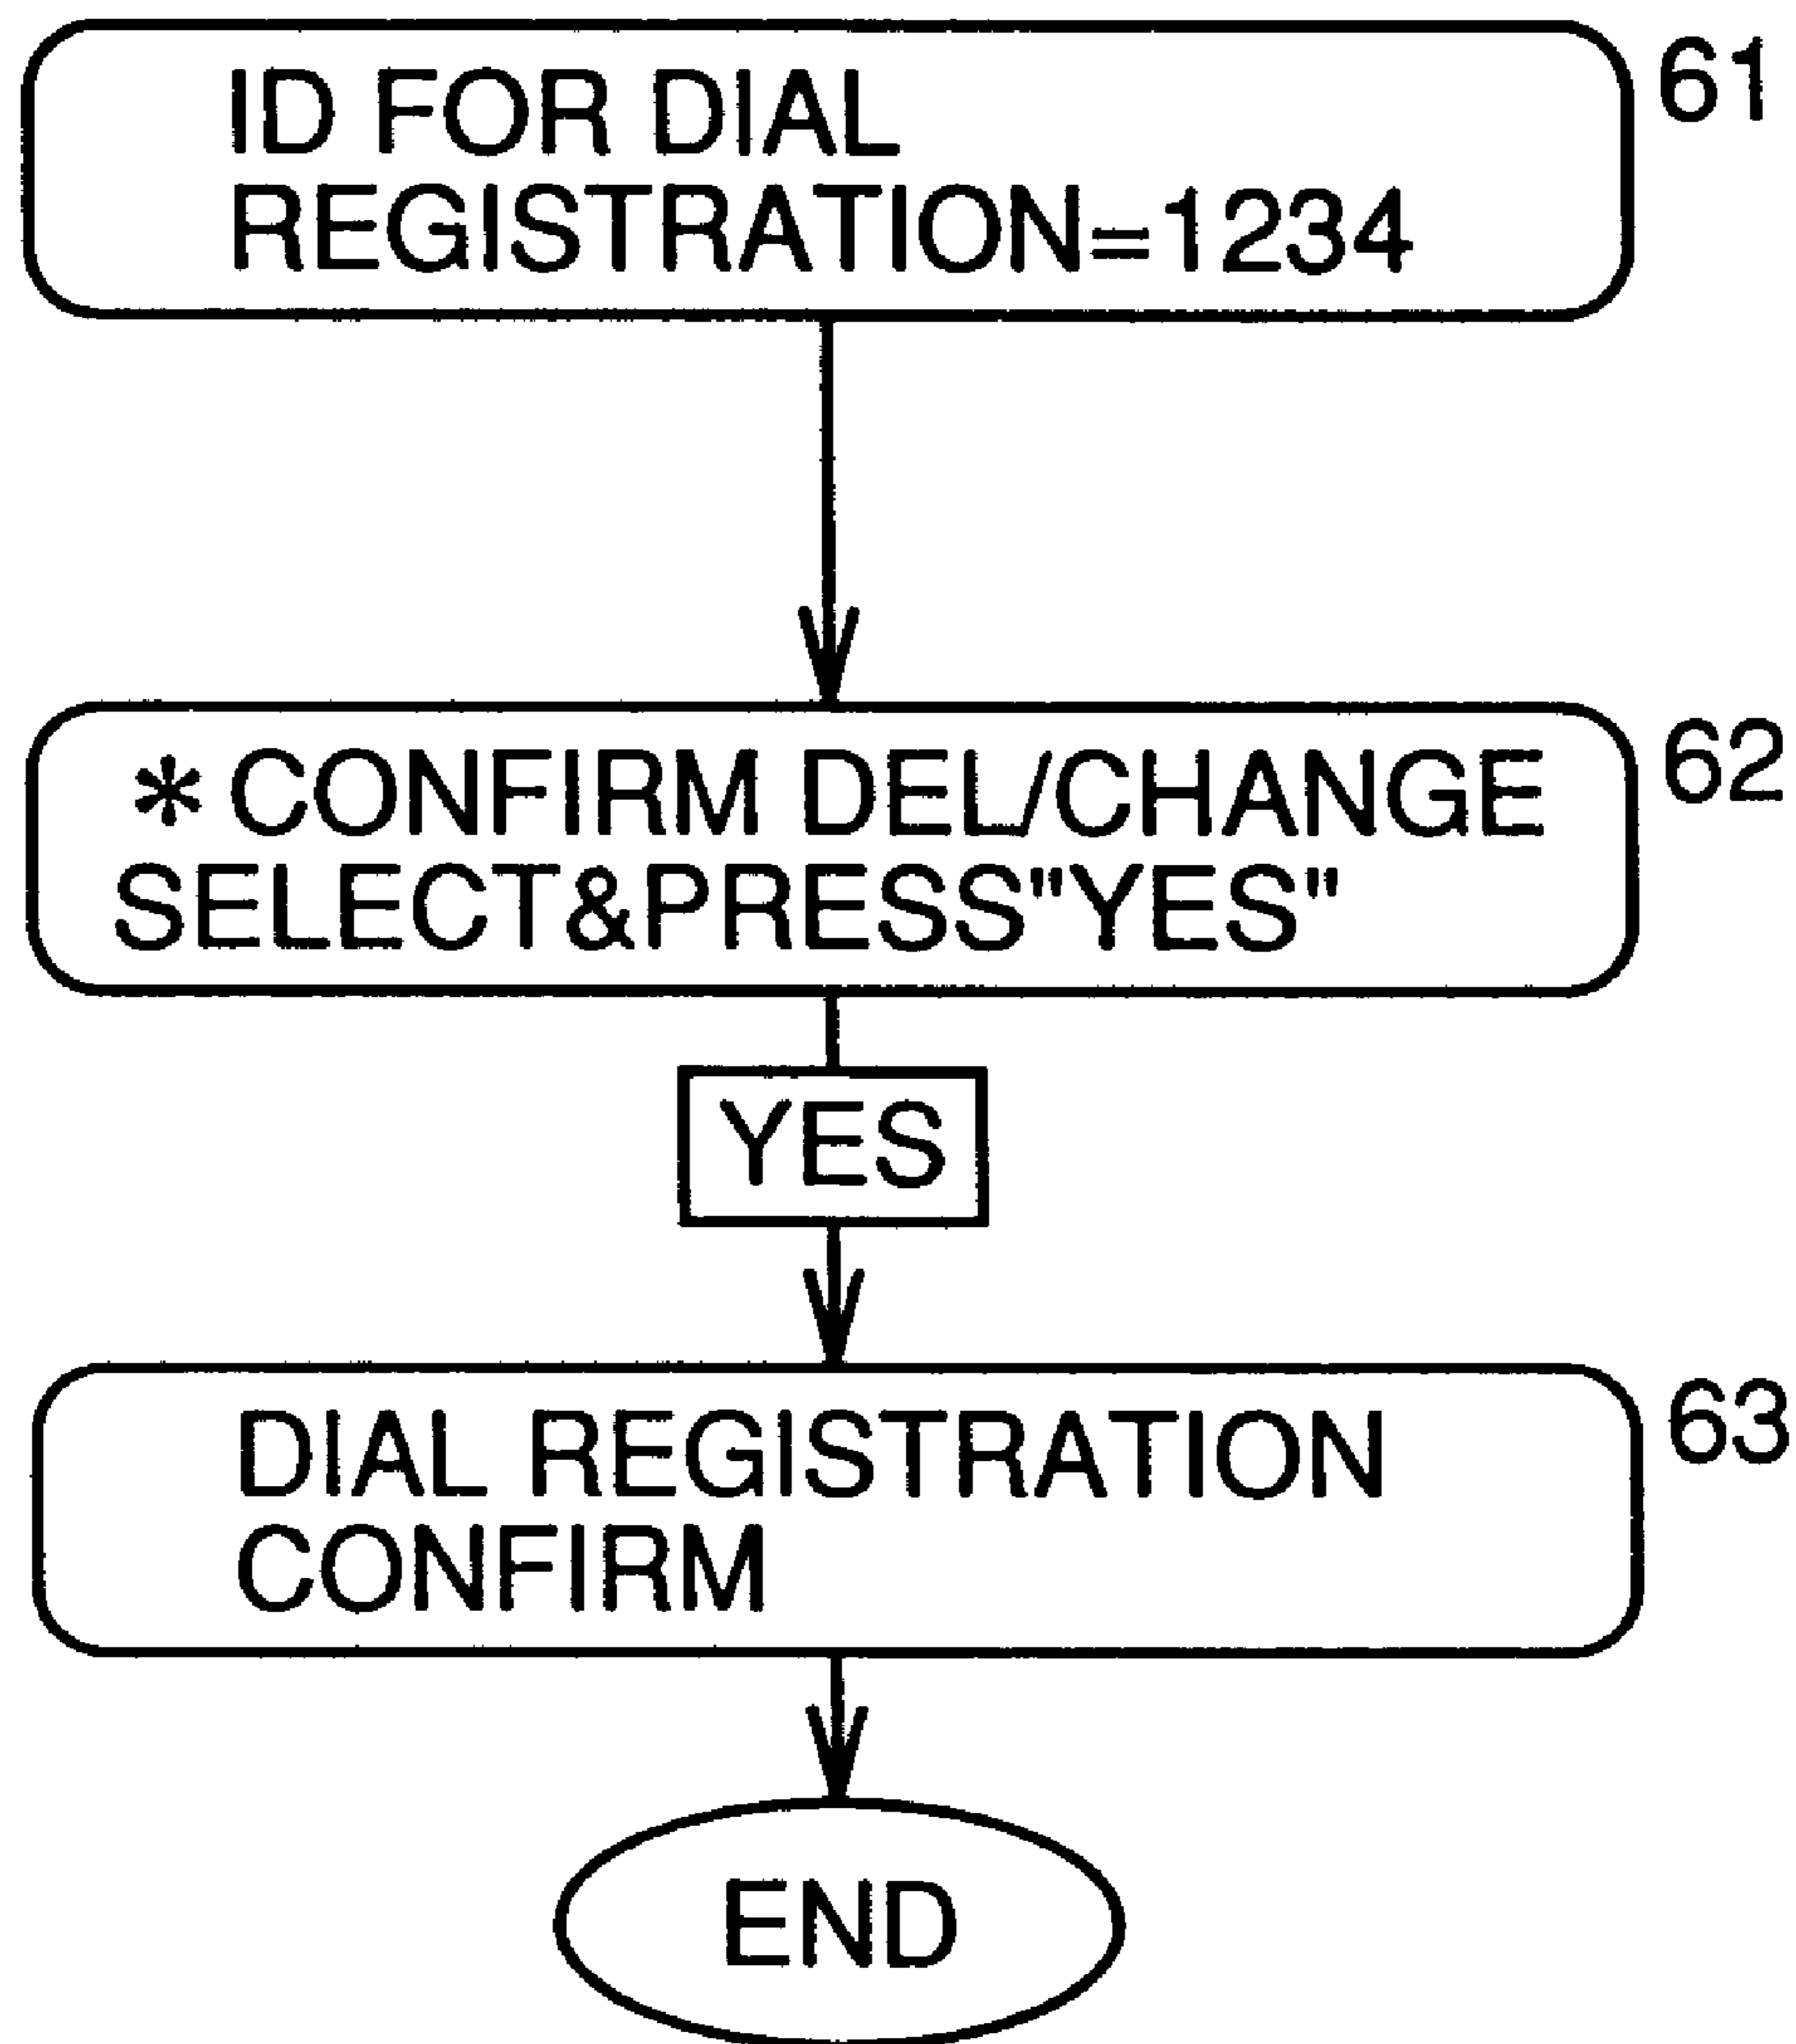 ID FOR DIAL
REGISTRATION=1234
61
*CONFIRM DEL/CHANGE
SELECT&PRESS"YES"
62
YES
DIAL REGISTRATION
CONFIRM
63
END